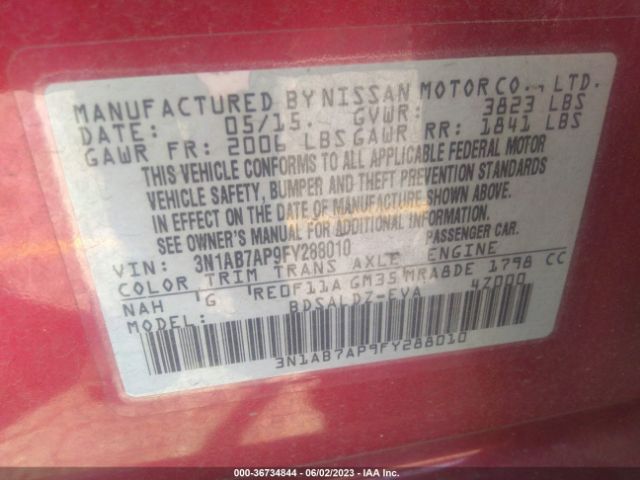 MANUFACTURED BY NISSAN MOTOR CO., LTD.
DATE: 05/15. GVWR: 3823 LBS
GAWR FR: 2006 LBS GAWR RR: 1841 LBS
THIS VEHICLE CONFORMS TO ALL APPLICABLE FEDERAL MOTOR
VEHICLE SAFETY, BUMPER AND THEFT PREVENTION STANDARDS
IN EFFECT ON THE DATE OF MANUFACTURE SHOWN ABOVE.
SEE OWNER'S MANUAL FOR ADDITIONAL INFORMATION.
VIN: 3N1AB7AP9FY288010 PASSENGER CAR.
COLOR TRIM TRANS AXLE ENGINE
NAH G RE0F11A GM35 MRA8DE 1798 CC
MODEL: BDSALDZ-EVA 4Z000
3N1AB7AP9FY288010
000-36734844 | 06/02/2023 | IAA Inc.